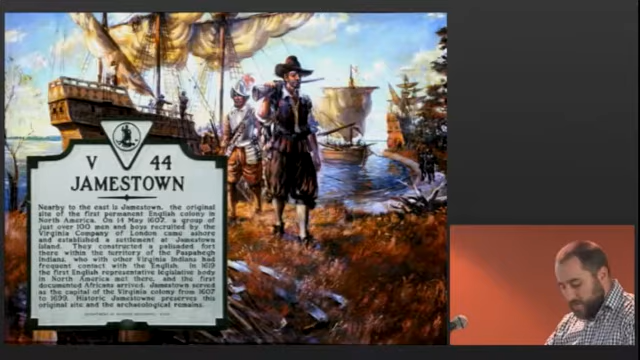 V 44
JAMESTOWN
Nearby to the east is Jamestown, the original
site of the first permanent English colony in
North America. On 14 May 1607, a group of
just over 100 men and boys recruited by the
Virginia Company of London came ashore
and established a settlement at Jamestown
Island. They constructed a palisaded fort
there within the territory of the Paspahegh
Indians, who with other Virginia Indians had
frequent contact with the English. In 1619
the first English representative legislative body
in North America met there, and the first
documented Africans arrived. Jamestown served
as the capital of the Virginia colony from 1607
to 1699. Historic Jamestowne preserves this
original site and the archaeological remains.